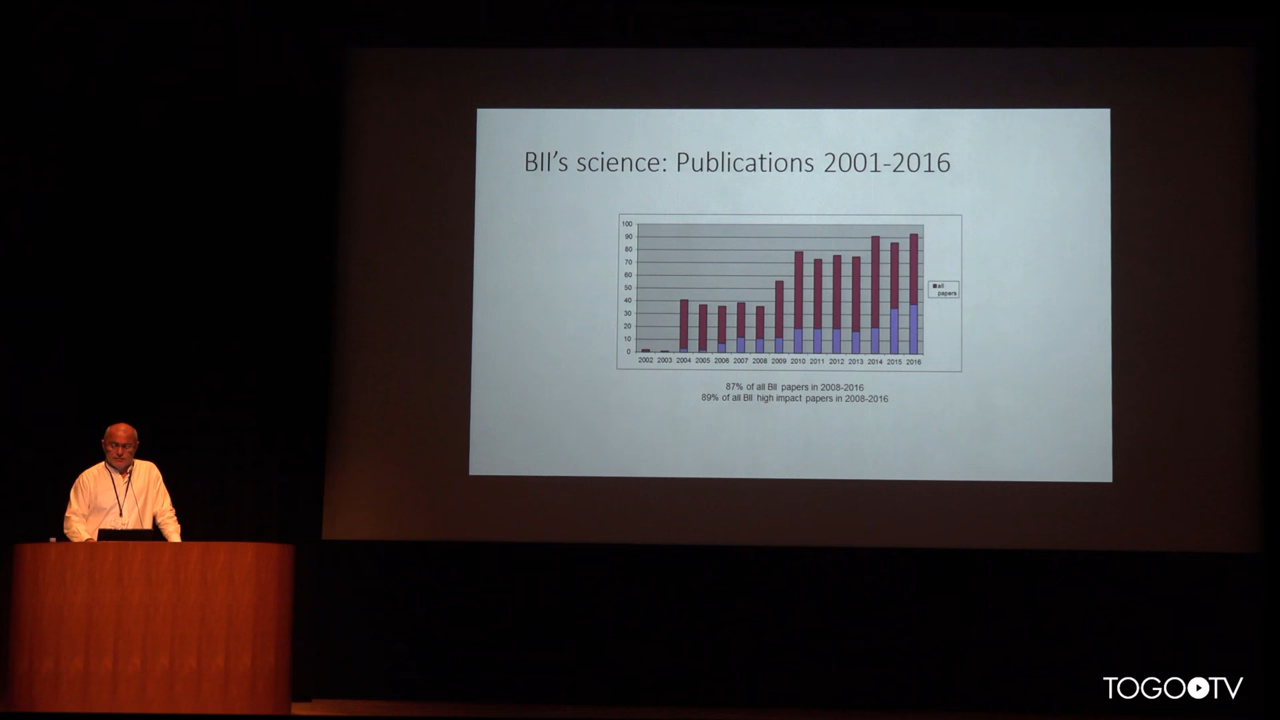 BII's science: Publications 2001-2016
100
90
80
70
60
50
40
30
20
10
0
2002 2003 2004 2005 2006 2007 2008 2009 2010 2011 2012 2013 2014 2015 2016
all
papers
87% of all BII papers in 2008-2016
89% of all BII high impact papers in 2008-2016
TOGO TV